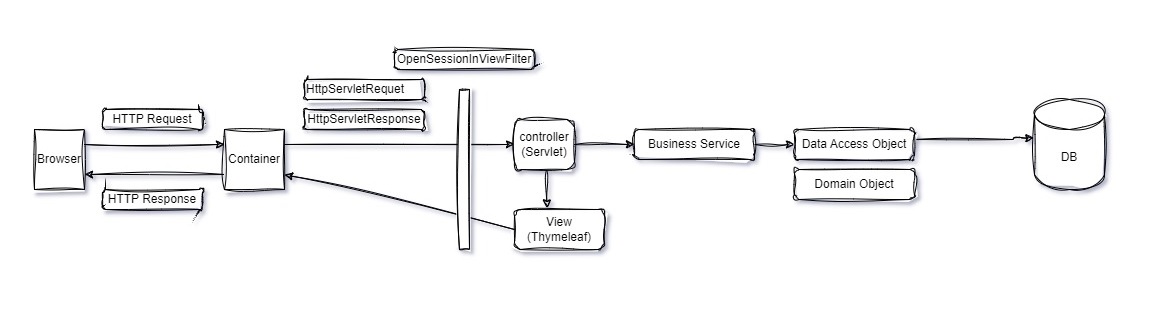 OpenSessionInViewFilter
HttpServletRequet
HTTP Request
HttpServletResponse
Browser
Container
controller
(Servlet)
Business Service
Data Access Object
DB
HTTP Response
Domain Object
View
(Thymeleaf)